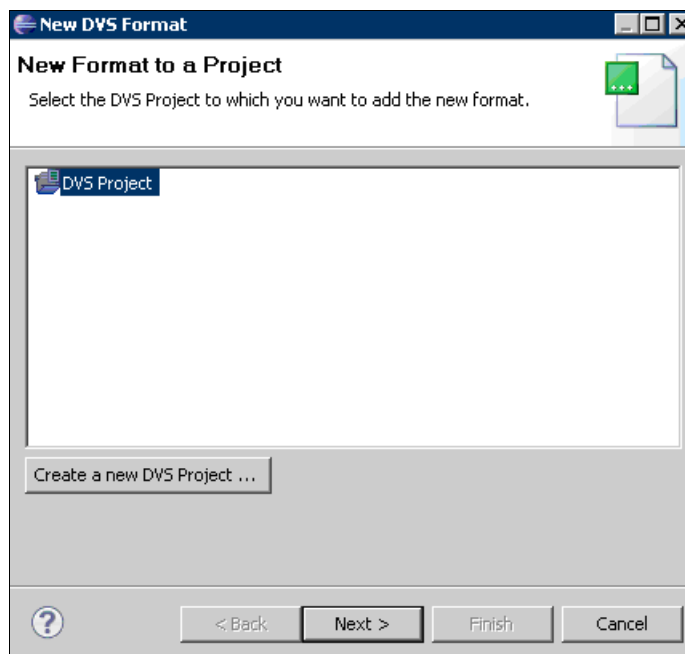 New DVS Format
New Format to a Project
Select the DVS Project to which you want to add the new format.
DVS Project
Create a new DVS Project ...
? < Back Next > Finish Cancel